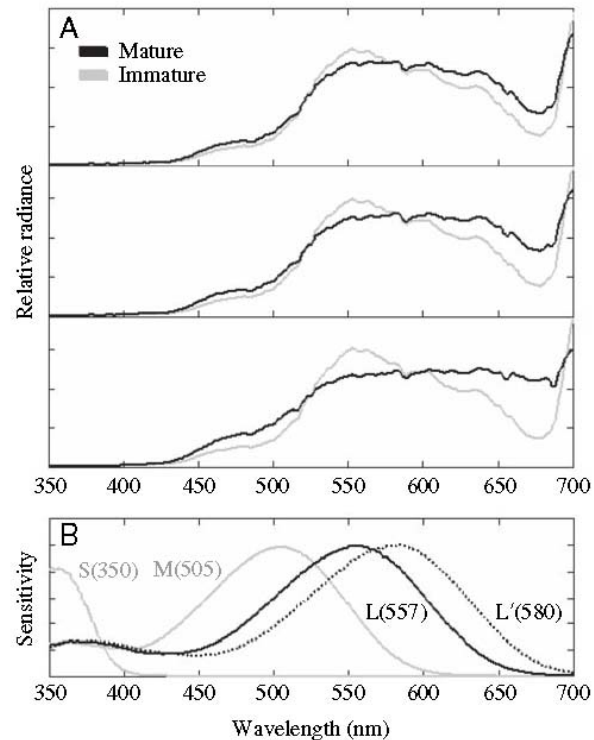 A
Mature
Immature
Relative radiance
350 400 450 500 550 600 650 700
B
S(350) M(505)
L(557) L′(580)
Sensitivity
350 400 450 500 550 600 650 700
Wavelength (nm)